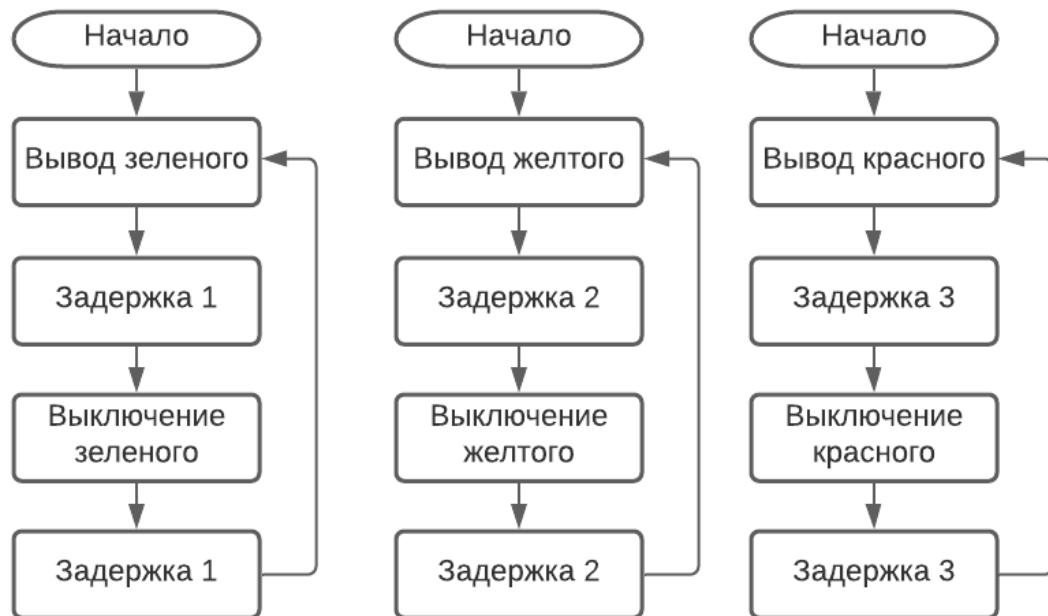 Начало
Вывод зеленого
Задержка 1
Выключение
зеленого
Задержка 1
Начало
Вывод желтого
Задержка 2
Выключение
желтого
Задержка 2
Начало
Вывод красного
Задержка 3
Выключение
красного
Задержка 3